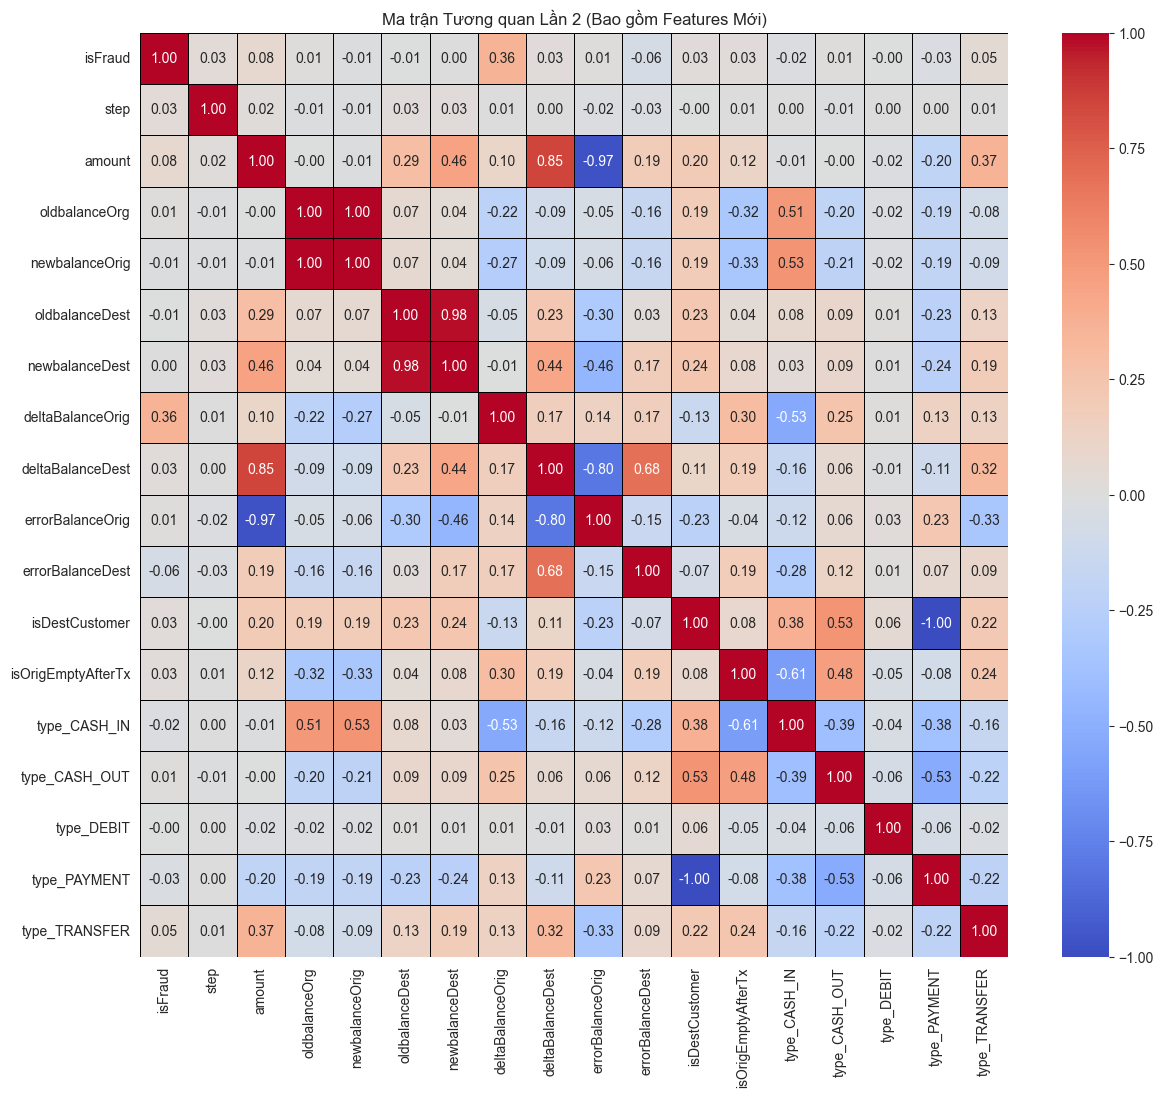 Ma trận Tương quan Lần 2 (Bao gồm Features Mới)
isFraud 1.00 0.03 0.08 0.01 -0.01 -0.01 0.00 0.36 0.03 0.01 -0.06 0.03 0.03 -0.02 0.01 -0.00 -0.03 0.05
step 0.03 1.00 0.02 -0.01 -0.01 0.03 0.03 0.01 0.00 -0.02 -0.03 -0.00 0.01 0.00 -0.01 0.00 0.00 0.01
amount 0.08 0.02 1.00 -0.00 -0.01 0.29 0.46 0.10 0.85 -0.97 0.19 0.20 0.12 -0.01 -0.00 -0.02 -0.20 0.37
oldbalanceOrg 0.01 -0.01 -0.00 1.00 1.00 0.07 0.04 -0.22 -0.09 -0.05 -0.16 0.19 -0.32 0.51 -0.20 -0.02 -0.19 -0.08
newbalanceOrig -0.01 -0.01 -0.01 1.00 1.00 0.07 0.04 -0.27 -0.09 -0.06 -0.16 0.19 -0.33 0.53 -0.21 -0.02 -0.19 -0.09
oldbalanceDest -0.01 0.03 0.29 0.07 0.07 1.00 0.98 -0.05 0.23 -0.30 0.03 0.23 0.04 0.08 0.09 0.01 -0.23 0.13
newbalanceDest 0.00 0.03 0.46 0.04 0.04 0.98 1.00 -0.01 0.44 -0.46 0.17 0.24 0.08 0.03 0.09 0.01 -0.24 0.19
deltaBalanceOrig 0.36 0.01 0.10 -0.22 -0.27 -0.05 -0.01 1.00 0.17 0.14 0.17 -0.13 0.30 -0.53 0.25 0.01 0.13 0.13
deltaBalanceDest 0.03 0.00 0.85 -0.09 -0.09 0.23 0.44 0.17 1.00 -0.80 0.68 0.11 0.19 -0.16 0.06 -0.01 -0.11 0.32
errorBalanceOrig 0.01 -0.02 -0.97 -0.05 -0.06 -0.30 -0.46 0.14 -0.80 1.00 -0.15 -0.23 -0.04 -0.12 0.06 0.03 0.23 -0.33
errorBalanceDest -0.06 -0.03 0.19 -0.16 -0.16 0.03 0.17 0.17 0.68 -0.15 1.00 -0.07 0.19 -0.28 0.12 0.01 0.07 0.09
isDestCustomer 0.03 -0.00 0.20 0.19 0.19 0.23 0.24 -0.13 0.11 -0.23 -0.07 1.00 0.08 0.38 0.53 0.06 -1.00 0.22
isOrigEmptyAfterTx 0.03 0.01 0.12 -0.32 -0.33 0.04 0.08 0.30 0.19 -0.04 0.19 0.08 1.00 -0.61 0.48 -0.05 -0.08 0.24
type_CASH_IN -0.02 0.00 -0.01 0.51 0.53 0.08 0.03 -0.53 -0.16 -0.12 -0.28 0.38 -0.61 1.00 -0.39 -0.04 -0.38 -0.16
type_CASH_OUT 0.01 -0.01 -0.00 -0.20 -0.21 0.09 0.09 0.25 0.06 0.06 0.12 0.53 0.48 -0.39 1.00 -0.06 -0.53 -0.22
type_DEBIT -0.00 0.00 -0.02 -0.02 -0.02 0.01 0.01 0.01 -0.01 0.03 0.01 0.06 -0.05 -0.04 -0.06 1.00 -0.06 -0.02
type_PAYMENT -0.03 0.00 -0.20 -0.19 -0.19 -0.23 -0.24 0.13 -0.11 0.23 0.07 -1.00 -0.08 -0.38 -0.53 -0.06 1.00 -0.22
type_TRANSFER 0.05 0.01 0.37 -0.08 -0.09 0.13 0.19 0.13 0.32 -0.33 0.09 0.22 0.24 -0.16 -0.22 -0.02 -0.22 1.00
isFraud
step
amount
oldbalanceOrg
newbalanceOrig
oldbalanceDest
newbalanceDest
deltaBalanceOrig
deltaBalanceDest
errorBalanceOrig
errorBalanceDest
isDestCustomer
isOrigEmptyAfterTx
type_CASH_IN
type_CASH_OUT
type_DEBIT
type_PAYMENT
type_TRANSFER
1.00
0.75
0.50
0.25
0.00
−0.25
−0.50
−0.75
−1.00